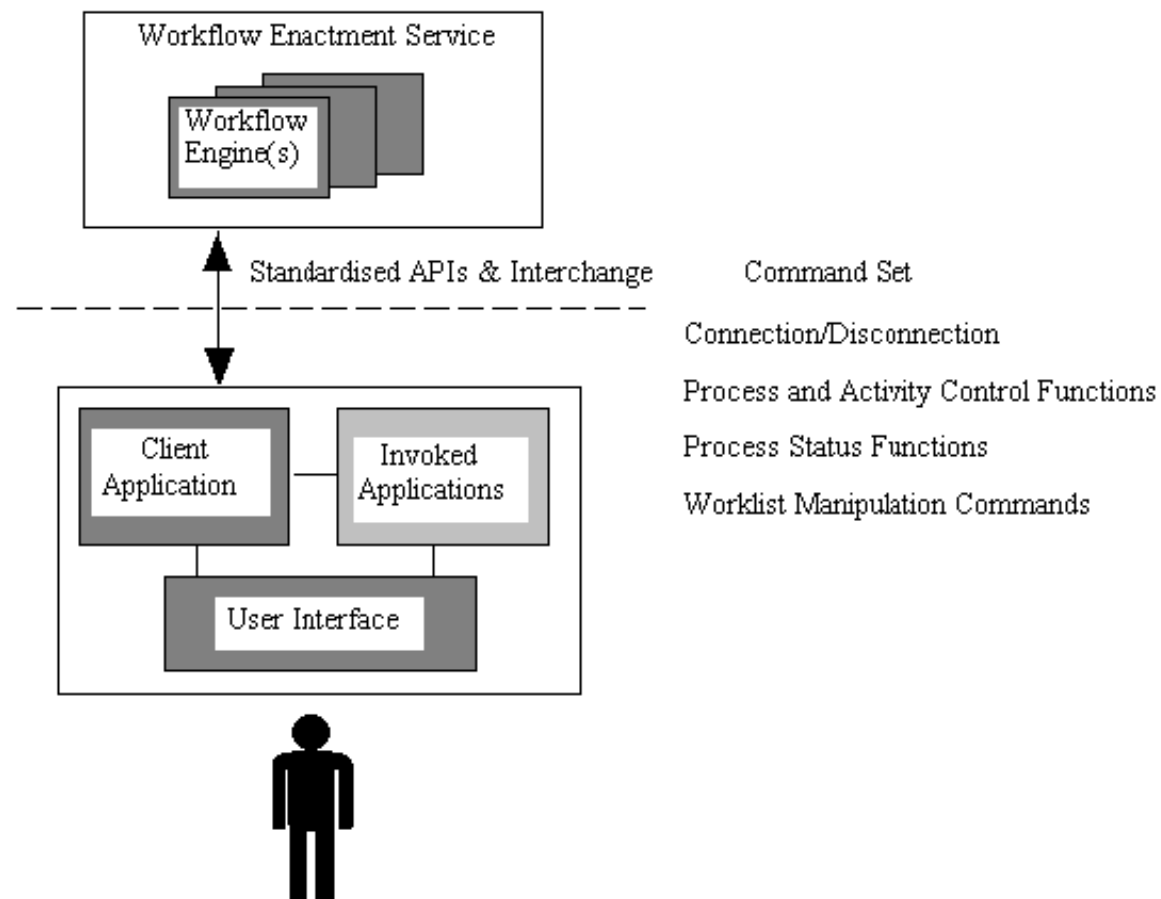 Workflow Enactment Service
Workflow
Engine(s)
Standardised APIs & Interchange
Command Set
Connection/Disconnection
Process and Activity Control Functions
Process Status Functions
Worklist Manipulation Commands
Client
Application
Invoked
Applications
User Interface